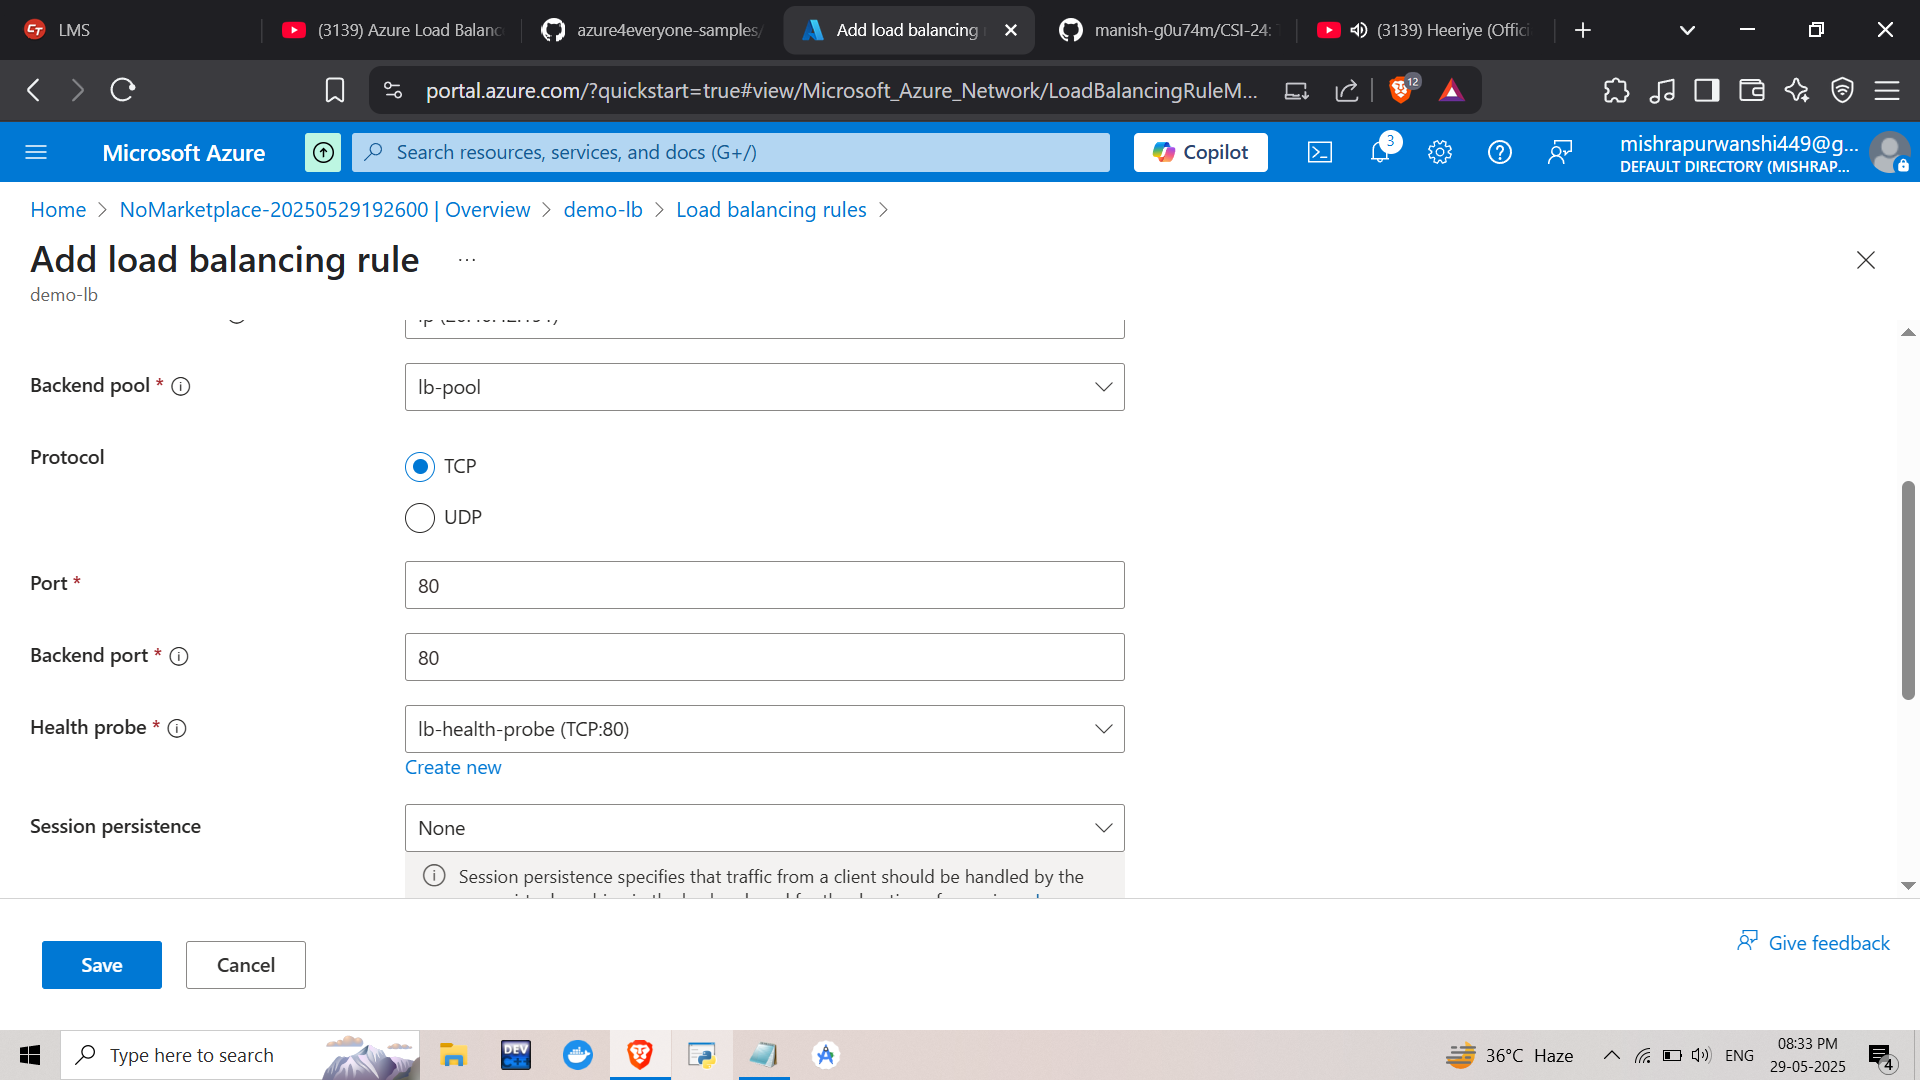 LMS
(3139) Azure Load Balanc
azure4everyone-samples/
Add load balancing
manish-g0u74m/CSI-24:
(3139) Heeriye (Offici
portal.azure.com/?quickstart=true#view/Microsoft_Azure_Network/LoadBalancingRuleM...
12
Microsoft Azure
Search resources, services, and docs (G+/)
Copilot
3
mishrapurwanshi449@g...
DEFAULT DIRECTORY (MISHRAP...
Home > NoMarketplace-20250529192600 | Overview > demo-lb > Load balancing rules >
Add load balancing rule ...
demo-lb
Backend pool *
lb-pool
Protocol
TCP
UDP
Port *
80
Backend port *
80
Health probe *
lb-health-probe (TCP:80)
Create new
Session persistence
None
Session persistence specifies that traffic from a client should be handled by the
Save
Cancel
Give feedback
Type here to search
DEV
C++
36°C Haze
ENG
08:33 PM
29-05-2025
4